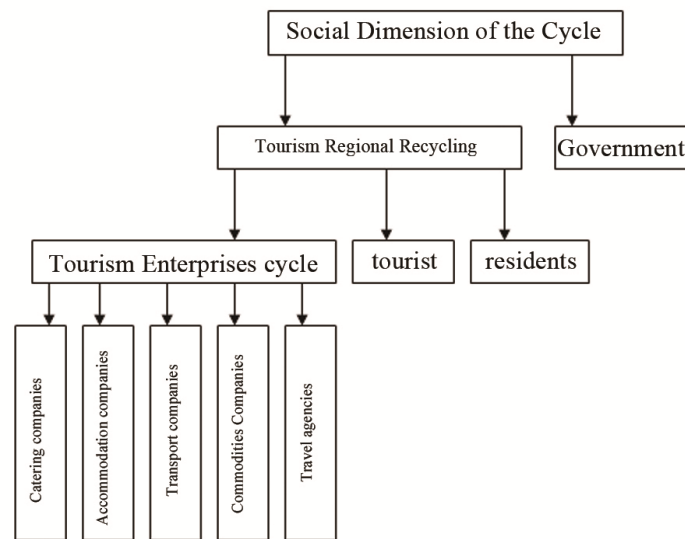 Social Dimension of the Cycle
Tourism Regional Recycling
Government
Tourism Enterprises cycle
tourist
residents
Catering companies
Accommodation companies
Transport companies
Commodities Companies
Travel agencies